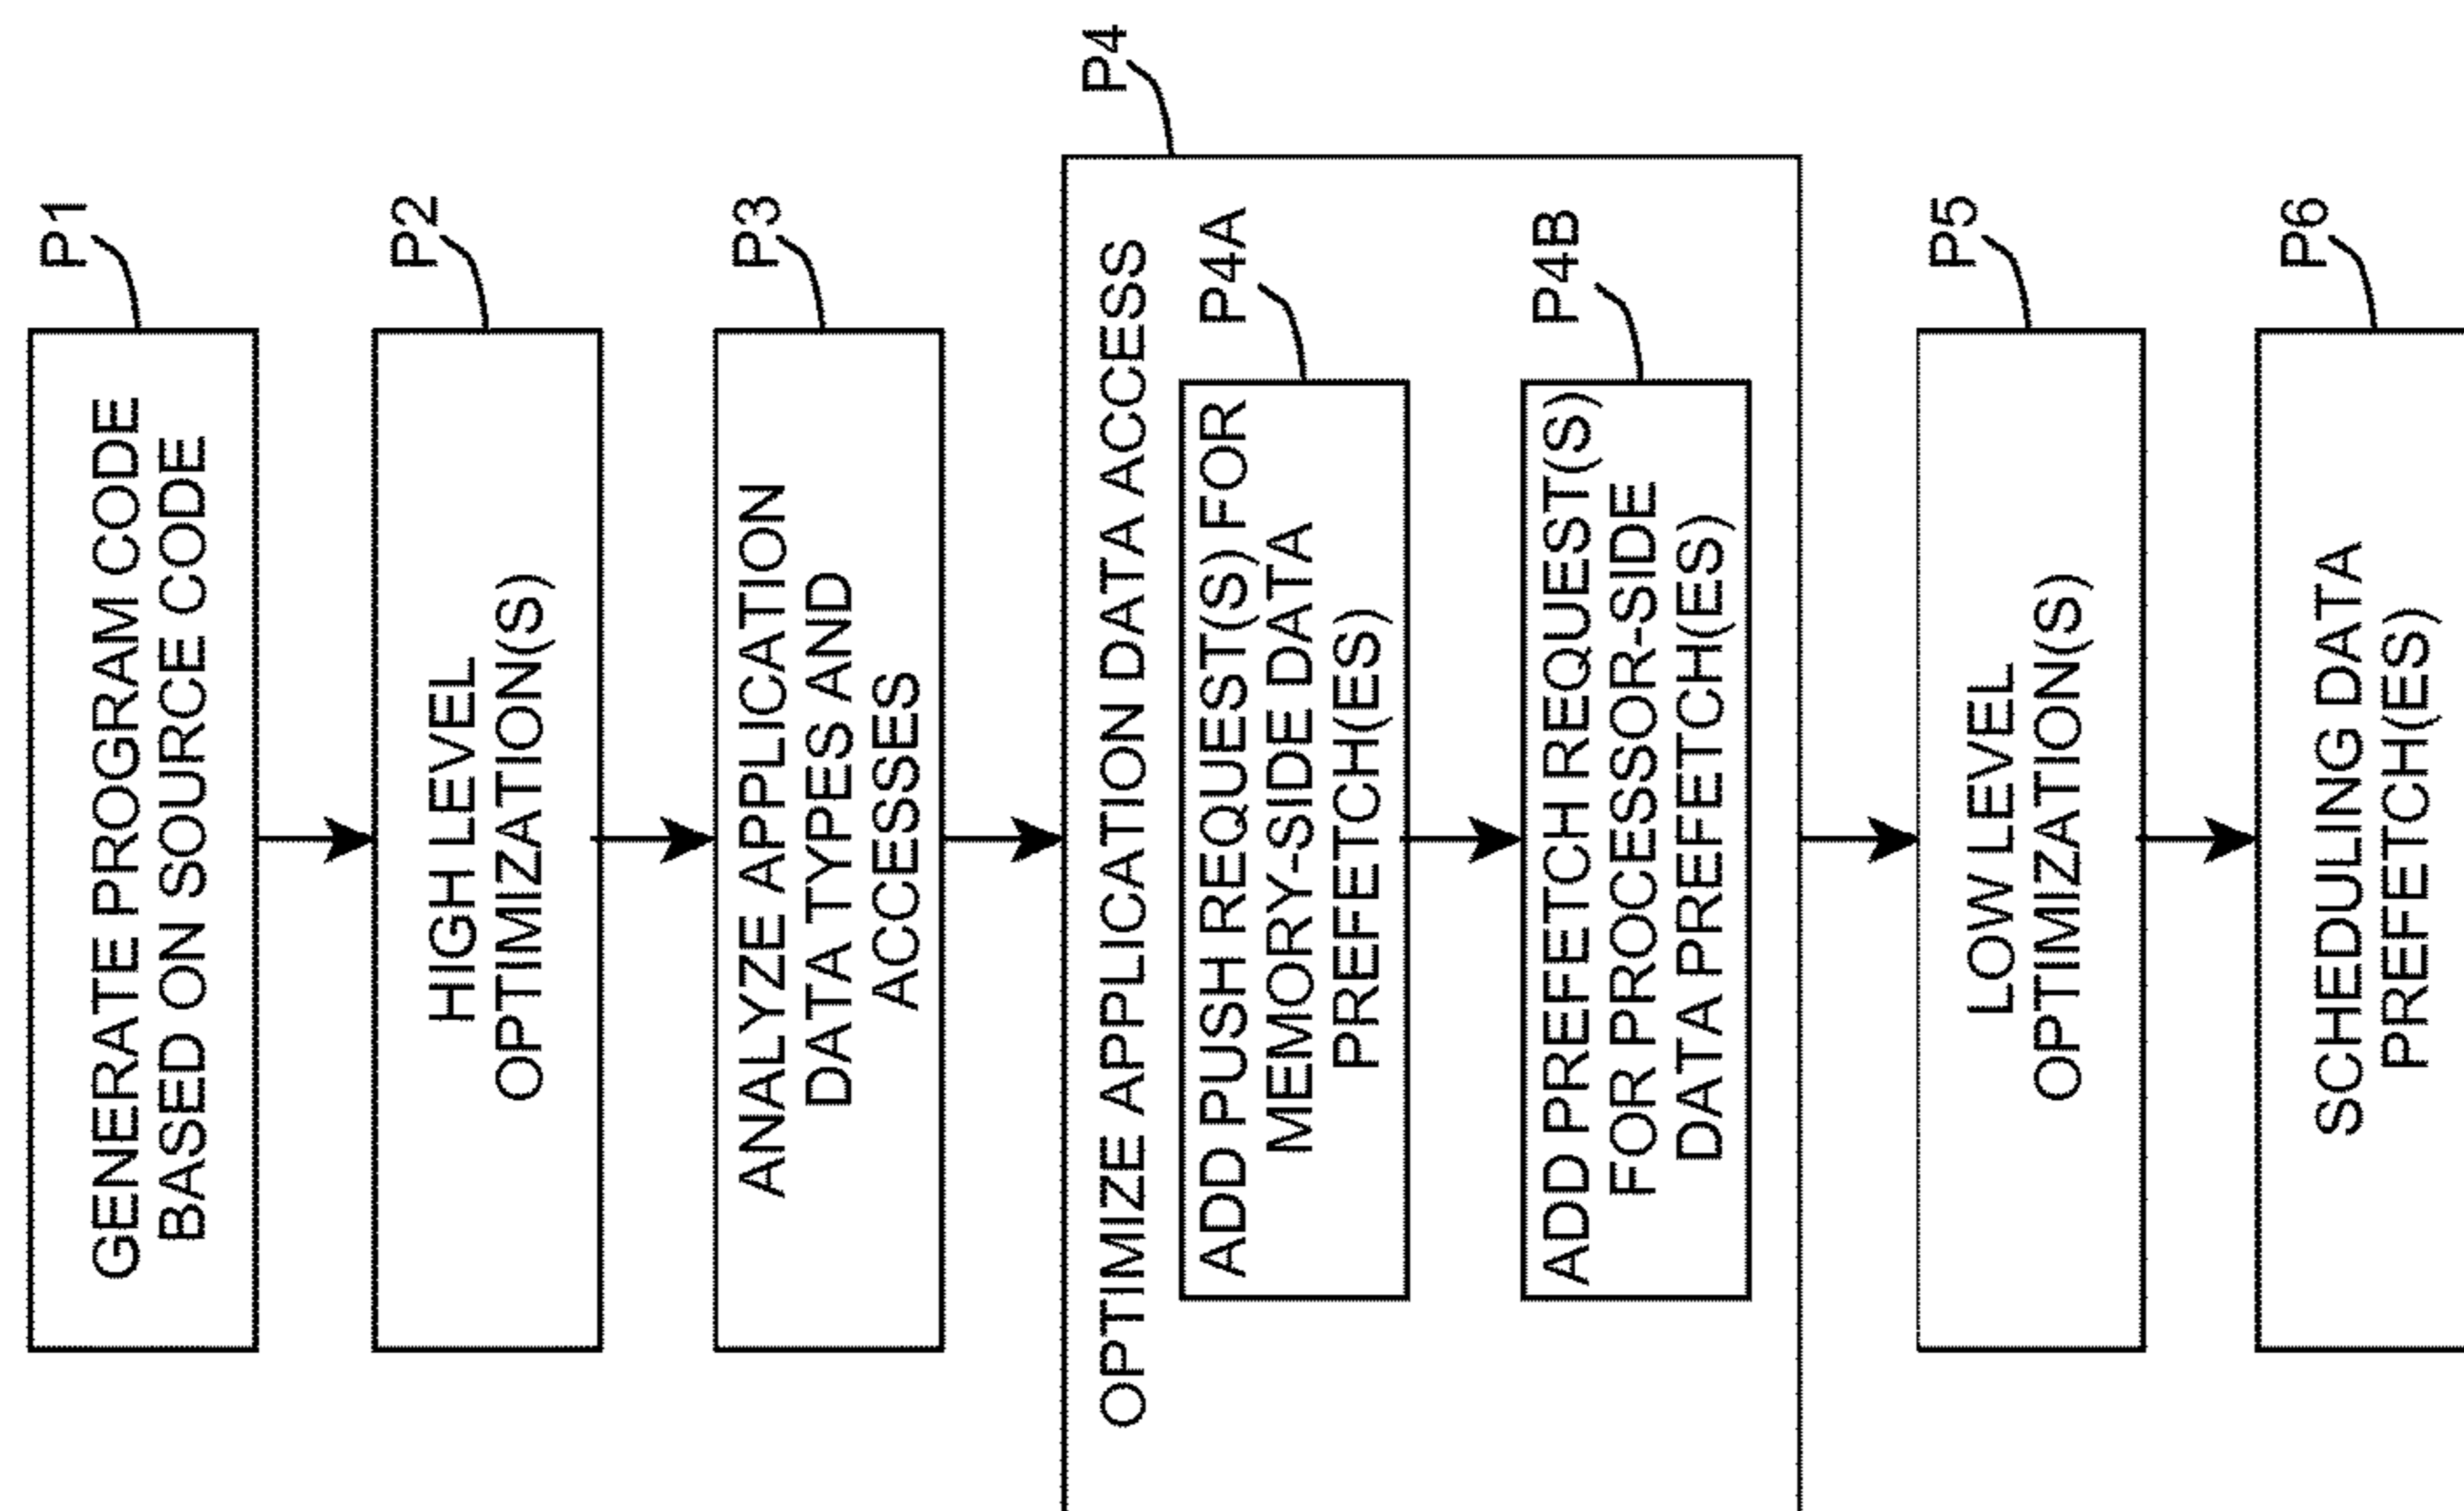 P1
GENERATE PROGRAM CODE
BASED ON SOURCE CODE
P2
HIGH LEVEL
OPTIMIZATION(S)
P3
ANALYZE APPLICATION
DATA TYPES AND
ACCESSES
P4
OPTIMIZE APPLICATION DATA ACCESS
P4A
ADD PUSH REQUEST(S) FOR
MEMORY-SIDE DATA
PREFETCH(ES)
P4B
ADD PREFETCH REQUEST(S)
FOR PROCESSOR-SIDE
DATA PREFETCH(ES)
P5
LOW LEVEL
OPTIMIZATION(S)
P6
SCHEDULING DATA
PREFETCH(ES)